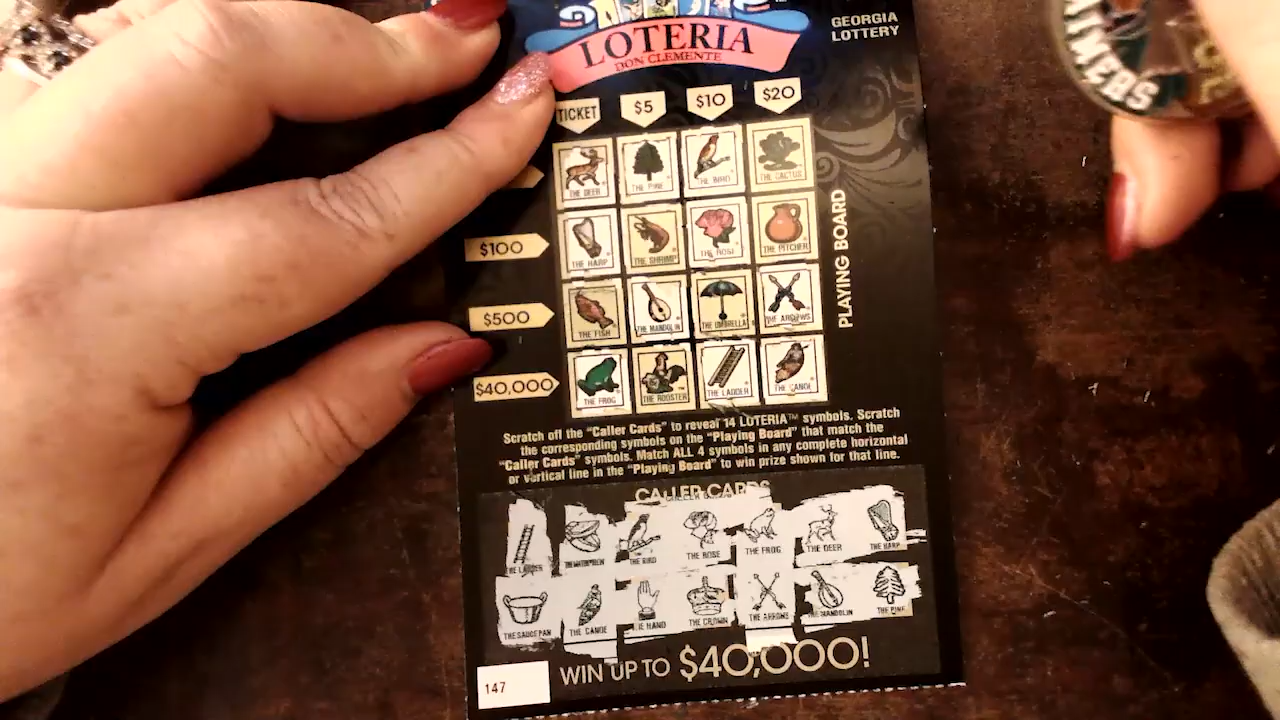 GEORGIA
LOTTERY
LOTERIA
DON CLEMENTE
TICKET $5 $10 $20
THE DEER THE PINE THE BIRD THE CACTUS
$100 THE HARP THE SHRIMP THE ROSE THE PITCHER
$500 THE FISH THE MANDOLIN THE UMBRELLA THE ARROWS
$40,000 THE FROG THE ROOSTER THE LADDER THE CANOE
PLAYING BOARD
Scratch off the "Caller Cards" to reveal 14 LOTERIA™ symbols. Scratch
the corresponding symbols on the "Playing Board" that match the
"Caller Cards" symbols. Match ALL 4 symbols in any complete horizontal
or vertical line in the "Playing Board" to win prize shown for that line.
CALLER CARDS
THE LADDER THE BIRD THE ROSE THE FROG THE DEER THE HARP
THE SAUCEPAN THE CANOE HE HAND THE CROWN THE ARROWS THE MANDOLIN THE PINE
147
WIN UP TO $40,000!